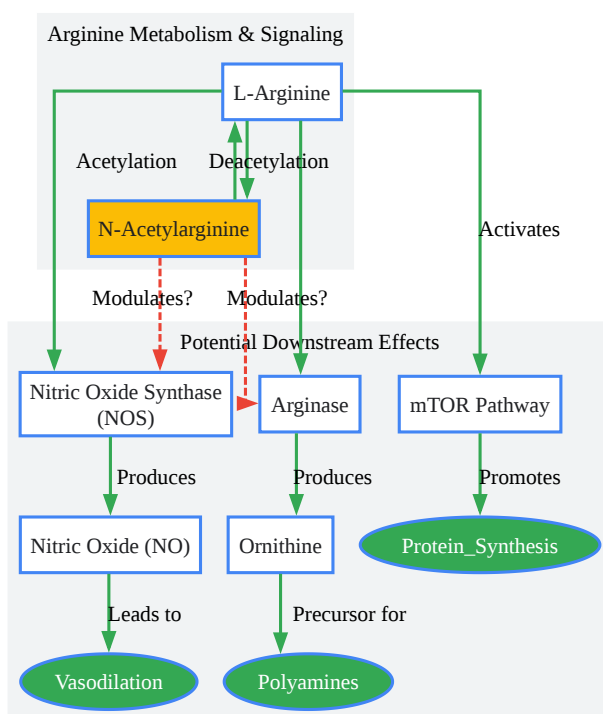 Arginine Metabolism & Signaling
L-Arginine
Acetylation
Deacetylation
N-Acetylarginine
Activates
Modulates?
Modulates?
Potential Downstream Effects
Nitric Oxide Synthase
(NOS)
Arginase
mTOR Pathway
Produces
Produces
Promotes
Nitric Oxide (NO)
Ornithine
Protein_Synthesis
Leads to
Precursor for
Vasodilation
Polyamines